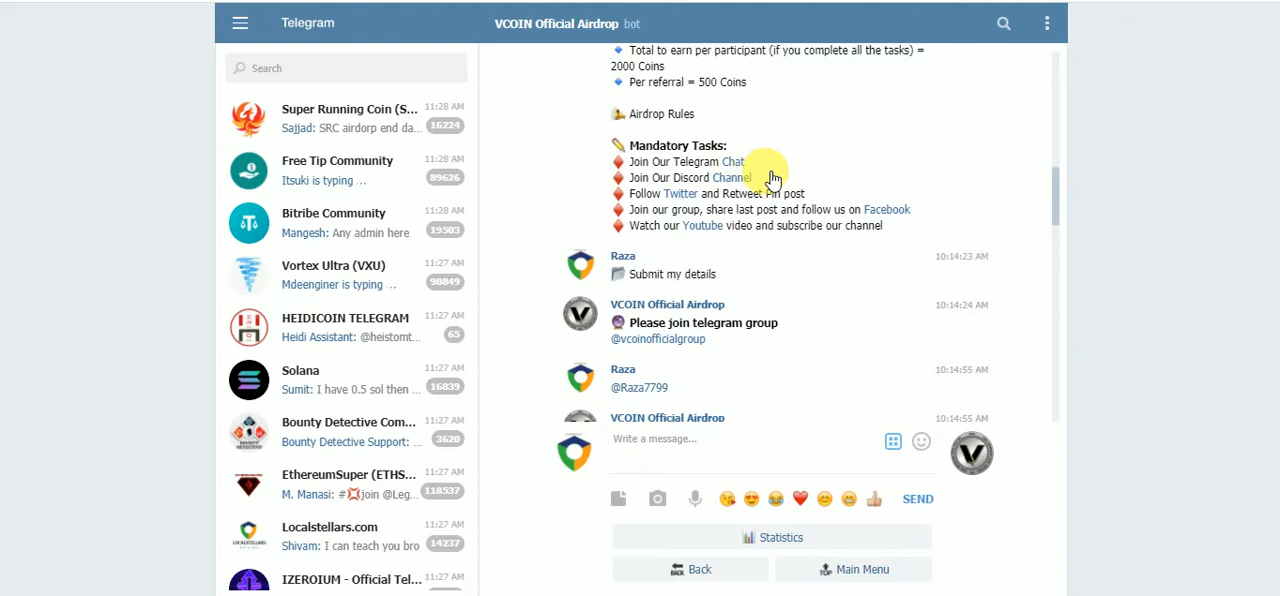 Telegram
VCOIN Official Airdrop bot
Search
Super Running Coin (S... 11:28 AM
Sajjad: SRC airdorp end da... 16224
Free Tip Community 11:28 AM
Itsuki is typing ... 89626
Bitribe Community 11:28 AM
Mangesh: Any admin here 19503
Vortex Ultra (VXU) 11:27 AM
Mdeenginer is typing .. 90849
HEIDICOIN TELEGRAM 11:27 AM
Heidi Assistant: @heistomt... 65
Solana 11:27 AM
Sumit: I have 0.5 sol then ... 16839
Bounty Detective Com... 11:27 AM
Bounty Detective Support: ... 3620
EthereumSuper (ETHS... 11:27 AM
M. Manasi: #💢join @Leg... 118537
Localstellars.com 11:27 AM
Shivam: I can teach you bro 14237
IZEROIUM - Official Tel... 11:27 AM
Total to earn per participant (if you complete all the tasks) =
2000 Coins
Per referral = 500 Coins
Airdrop Rules
Mandatory Tasks:
Join Our Telegram Chat
Join Our Discord Channel
Follow Twitter and Retweet Pin post
Join our group, share last post and follow us on Facebook
Watch our Youtube video and subscribe our channel
Raza 10:14:23 AM
Submit my details
VCOIN Official Airdrop 10:14:24 AM
Please join telegram group
@vcoinofficialgroup
Raza 10:14:55 AM
@Raza7799
VCOIN Official Airdrop 10:14:55 AM
Write a message...
SEND
Statistics
BACK Back
TOP Main Menu